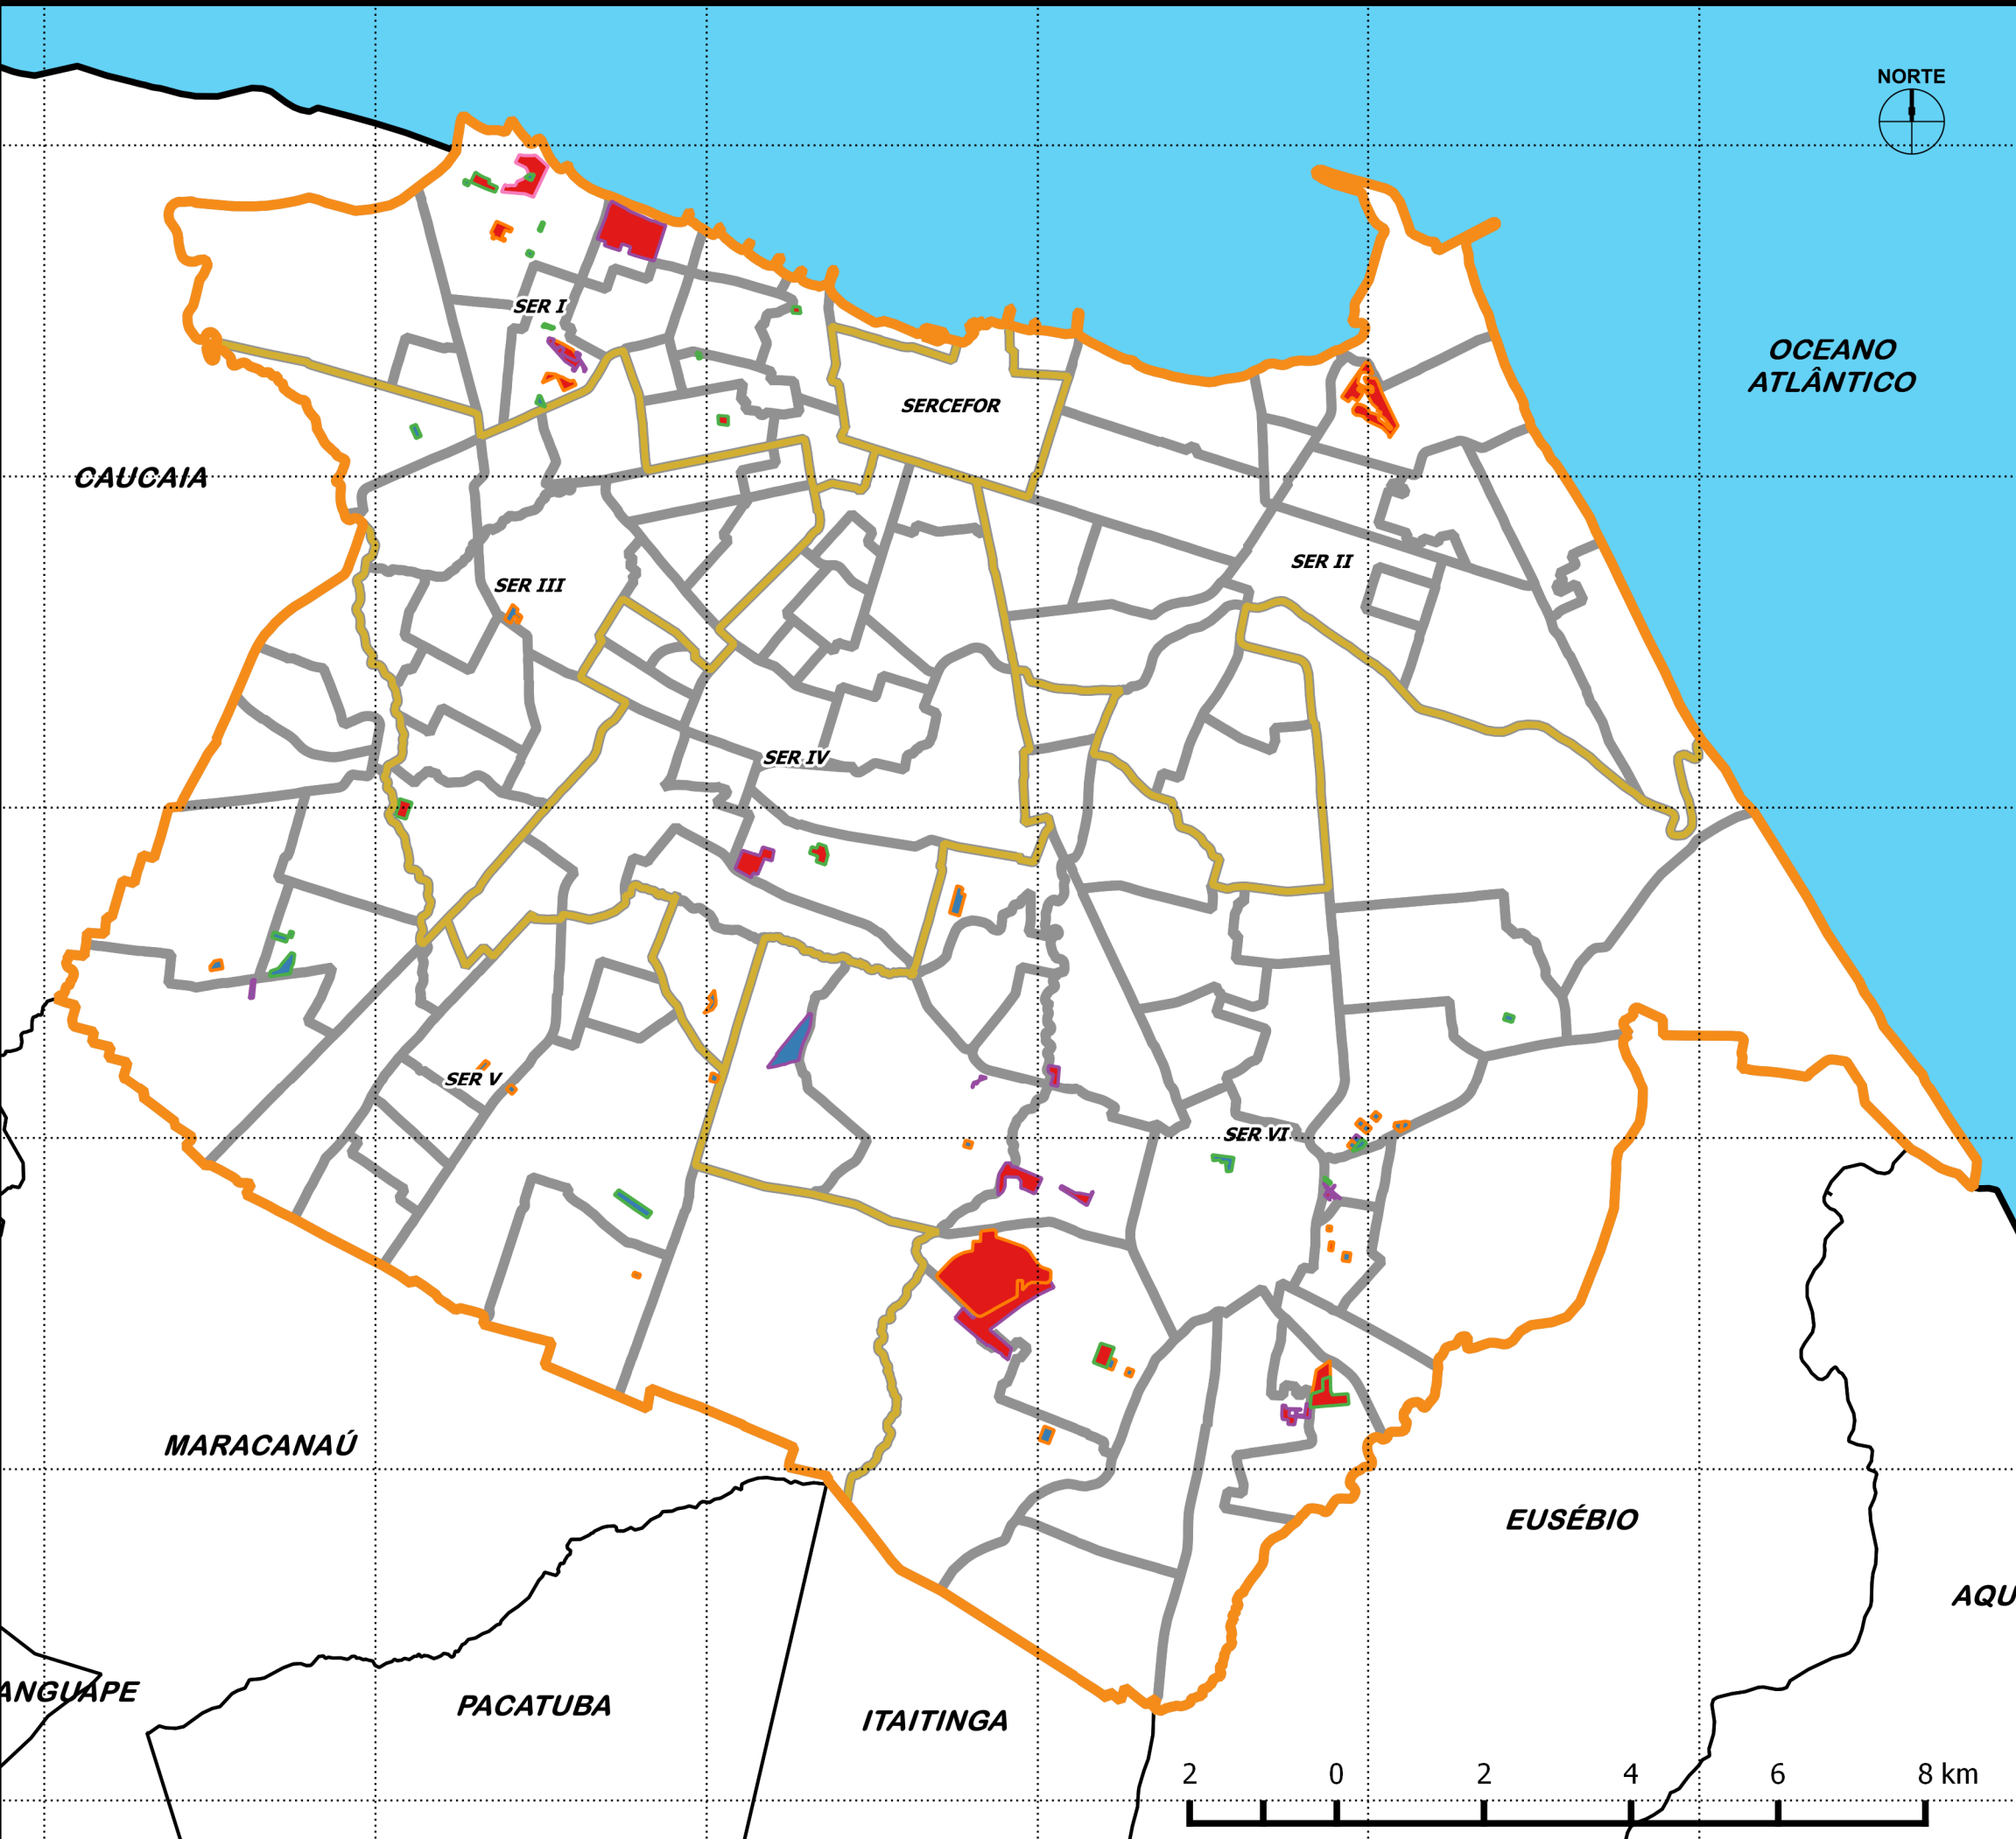 NORTE
OCEANO
ATLÂNTICO
SER I
SERCEFOR
CAUCAIA
SER II
SER III
SER IV
SER V
SER VI
MARACANAÚ
EUSÉBIO
AQU
ANGUAPE
PACATUBA
ITAITINGA
2 0 2 4 6 8 km